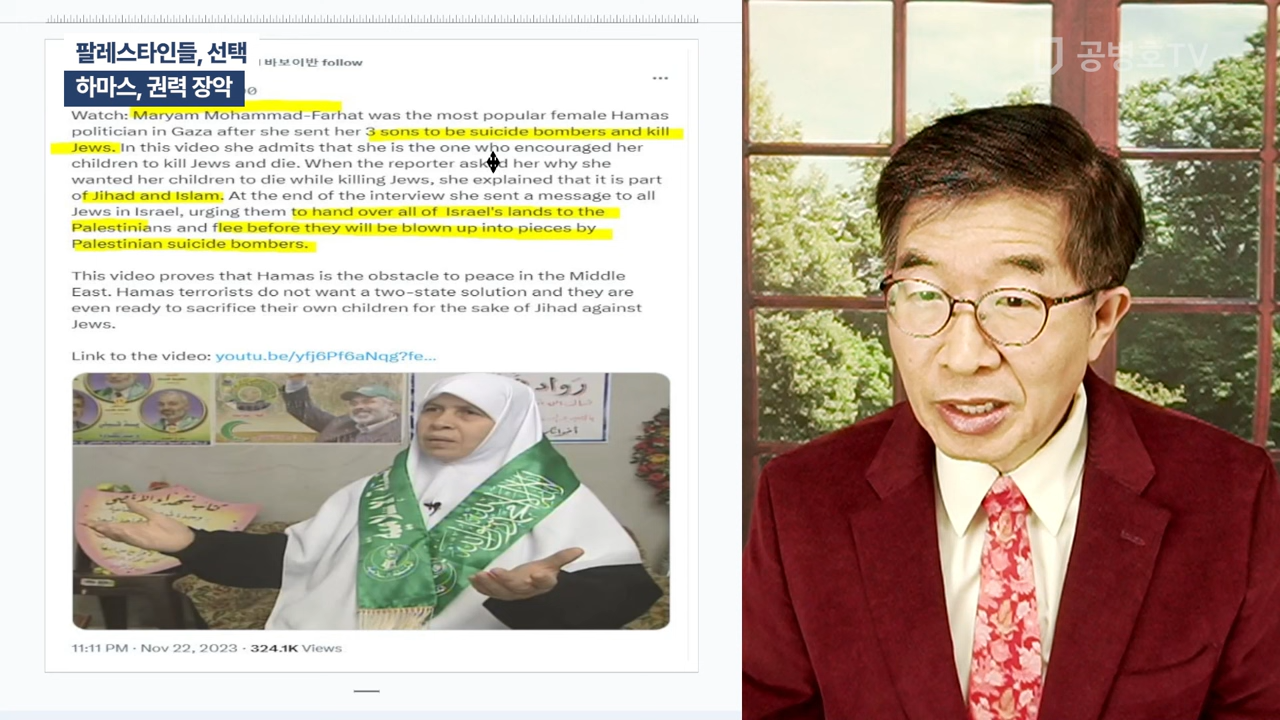 팔레스타인들, 선택
하마스, 권력 장악
바보이반 follow
공병호TV
Watch: Maryam Mohammad-Farhat was the most popular female Hamas
politician in Gaza after she sent her 3 sons to be suicide bombers and kill
Jews. In this video she admits that she is the one who encouraged her
children to kill Jews and die. When the reporter asked her why she
wanted her children to die while killing Jews, she explained that it is part
of Jihad and Islam. At the end of the interview she sent a message to all
Jews in Israel, urging them to hand over all of Israel's lands to the
Palestinians and flee before they will be blown up into pieces by
Palestinian suicide bombers.
This video proves that Hamas is the obstacle to peace in the Middle
East. Hamas terrorists do not want a two-state solution and they are
even ready to sacrifice their own children for the sake of Jihad against
Jews.
Link to the video: youtu.be/yfj6Pf6aNqg?fe...
11:11 PM · Nov 22, 2023 · 324.1K Views